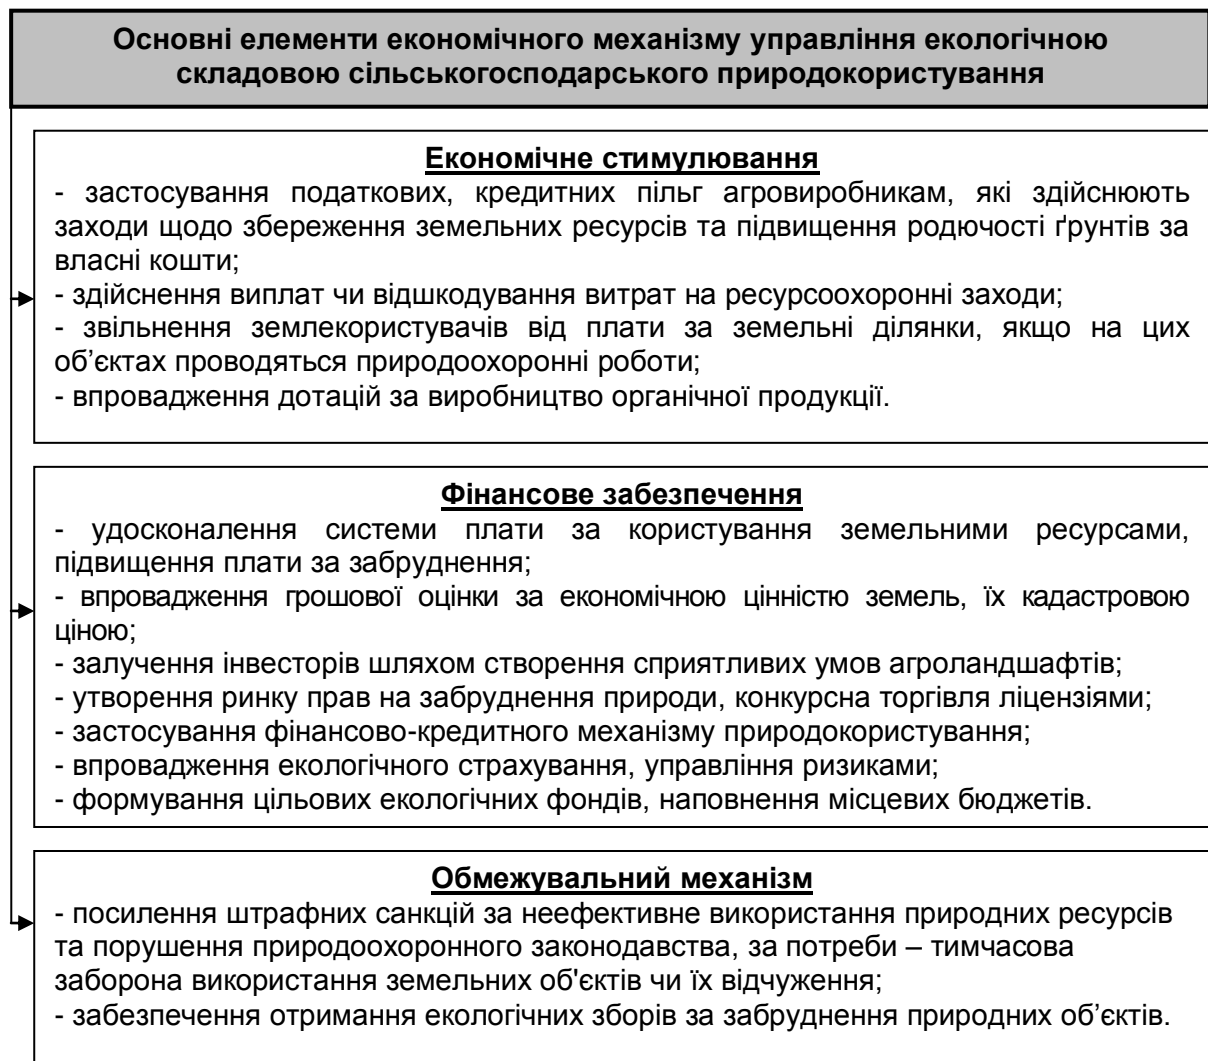 Основні елементи економічного механізму управління екологічною
складовою сільськогосподарського природокористування
Економічне стимулювання
- застосування податкових, кредитних пільг агровиробникам, які здійснюють
заходи щодо збереження земельних ресурсів та підвищення родючості ґрунтів за
власні кошти;
- здійснення виплат чи відшкодування витрат на ресурсоохоронні заходи;
- звільнення землекористувачів від плати за земельні ділянки, якщо на цих
об’єктах проводяться природоохоронні роботи;
- впровадження дотацій за виробництво органічної продукції.
Фінансове забезпечення
- удосконалення системи плати за користування земельними ресурсами,
підвищення плати за забруднення;
- впровадження грошової оцінки за економічною цінністю земель, їх кадастровою
ціною;
- залучення інвесторів шляхом створення сприятливих умов агроландшафтів;
- утворення ринку прав на забруднення природи, конкурсна торгівля ліцензіями;
- застосування фінансово-кредитного механізму природокористування;
- впровадження екологічного страхування, управління ризиками;
- формування цільових екологічних фондів, наповнення місцевих бюджетів.
Обмежувальний механізм
- посилення штрафних санкцій за неефективне використання природних ресурсів
та порушення природоохоронного законодавства, за потреби – тимчасова
заборона використання земельних об'єктів чи їх відчуження;
- забезпечення отримання екологічних зборів за забруднення природних об’єктів.